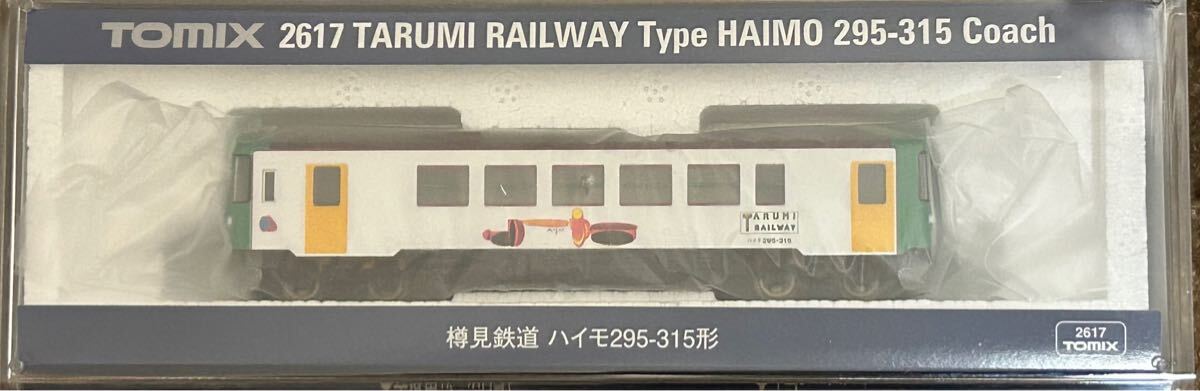 TOMIX 2617 TARUMI RAILWAY Type HAIMO 295-315 Coach
TARUMI
RAILWAY
ハイモ295-315
樽見鉄道 ハイモ295-315形
2617
TOMIX